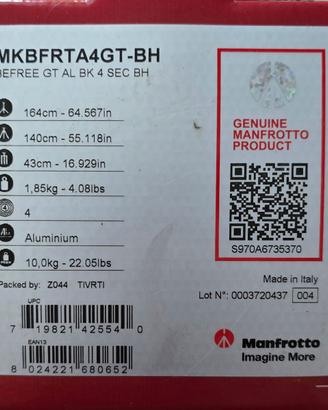 MKBFRTA4GT-BH
BEFREE GT AL BK 4 SEC BH
164cm - 64.567in
140cm - 55.118in
43cm - 16.929in
1,85kg - 4.08lbs
4
Aluminium
10,0kg - 22.05lbs
Packed by: Z044 TIVRTI
UPC
7 19821 42554 0
EAN13
8 024221 680652
GENUINE
MANFROTTO
PRODUCT
S970A6735370
Made in Italy
Lot N°: 0003720437 004
Manfrotto
Imagine More